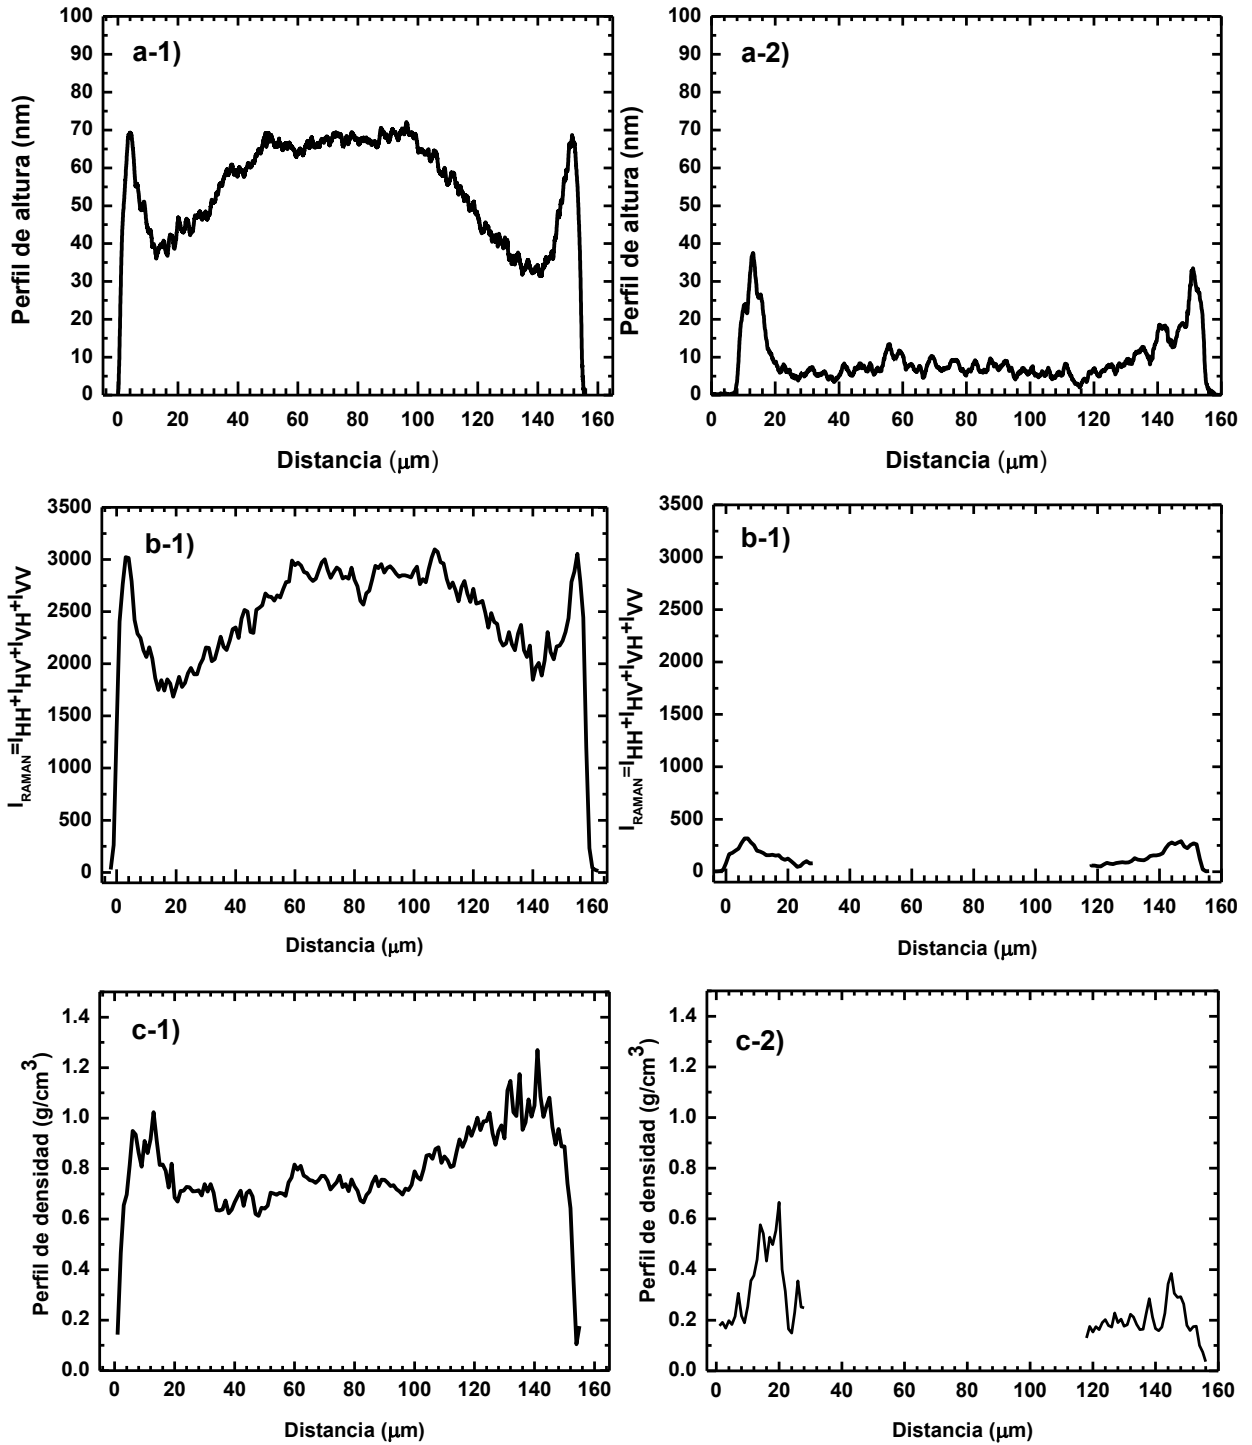 a-1)
Perfil de altura (nm)
100
90
80
70
60
50
40
30
20
10
0
0 20 40 60 80 100 120 140 160
Distancia (μm)
a-2)
Perfil de altura (nm)
100
90
80
70
60
50
40
30
20
10
0
0 20 40 60 80 100 120 140 160
Distancia (μm)
b-1)
I_RAMAN=I_HH+I_HV+I_VH+I_VV
3500
3000
2500
2000
1500
1000
500
0
0 20 40 60 80 100 120 140 160
Distancia (μm)
b-1)
I_RAMAN=I_HH+I_HV+I_VH+I_VV
3500
3000
2500
2000
1500
1000
500
0
0 20 40 60 80 100 120 140 160
Distancia (μm)
c-1)
Perfil de densidad (g/cm³)
1.4
1.2
1.0
0.8
0.6
0.4
0.2
0.0
0 20 40 60 80 100 120 140 160
Distancia (μm)
c-2)
Perfil de densidad (g/cm³)
1.4
1.2
1.0
0.8
0.6
0.4
0.2
0.0
0 20 40 60 80 100 120 140 160
Distancia (μm)